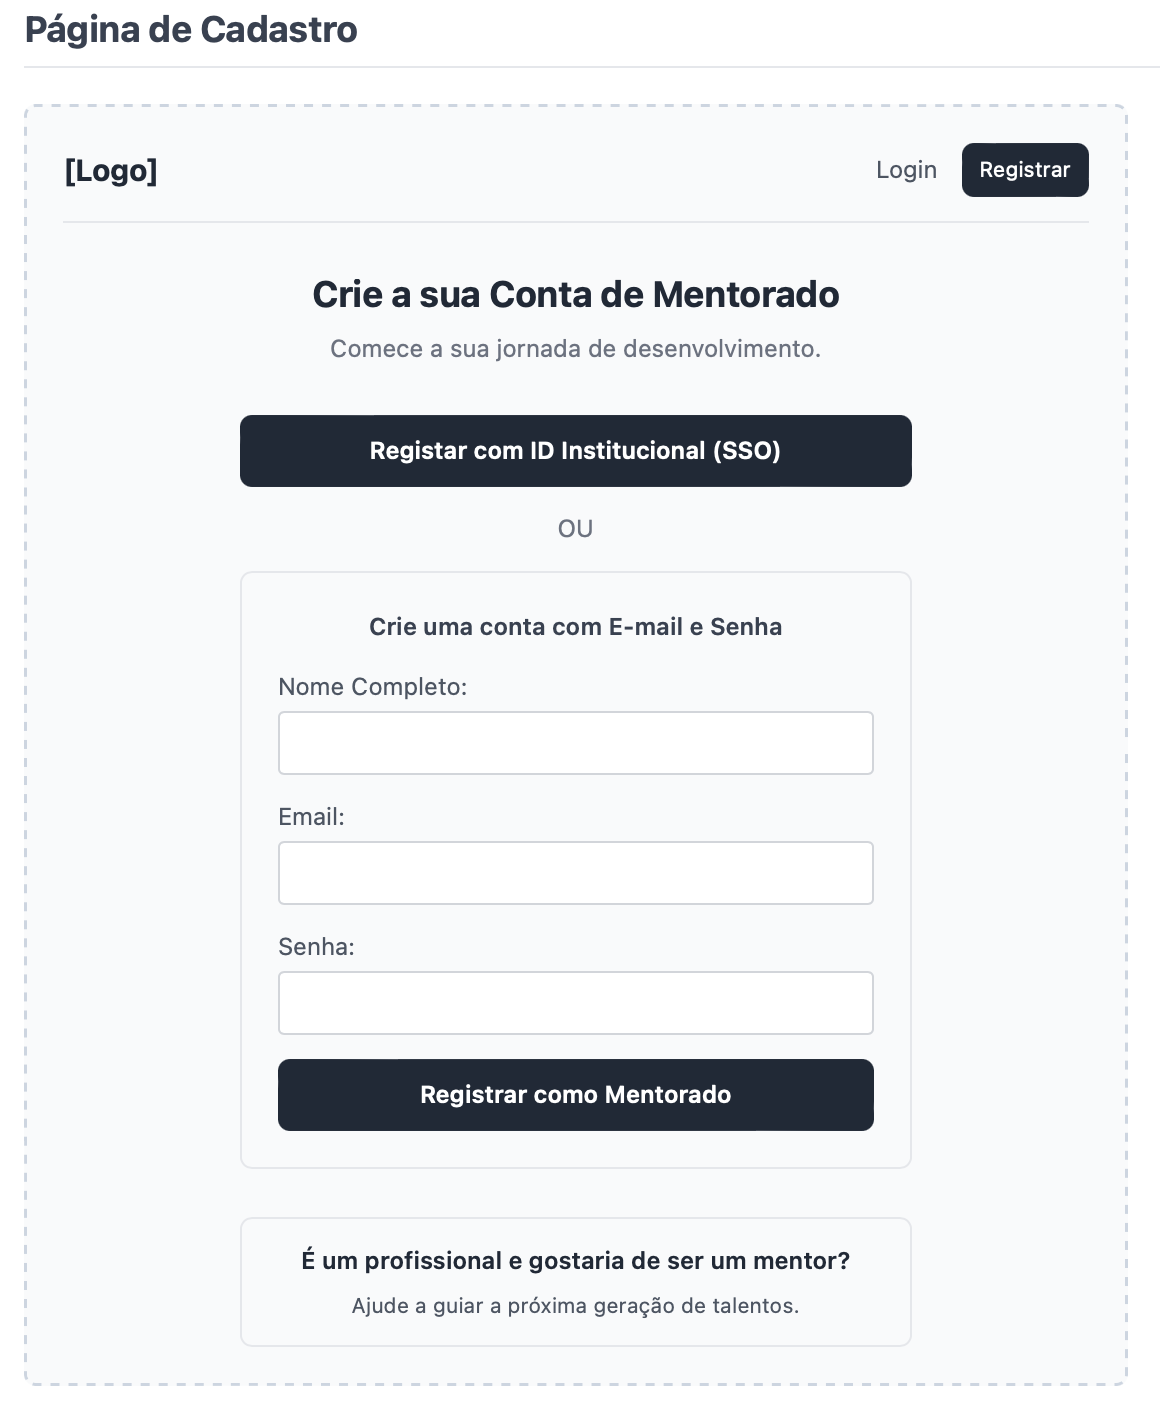 Página de Cadastro
[Logo]
Login
Registrar
Crie a sua Conta de Mentorado
Comece a sua jornada de desenvolvimento.
Registar com ID Institucional (SSO)
OU
Crie uma conta com E-mail e Senha
Nome Completo:
Email:
Senha:
Registrar como Mentorado
É um profissional e gostaria de ser um mentor?
Ajude a guiar a próxima geração de talentos.